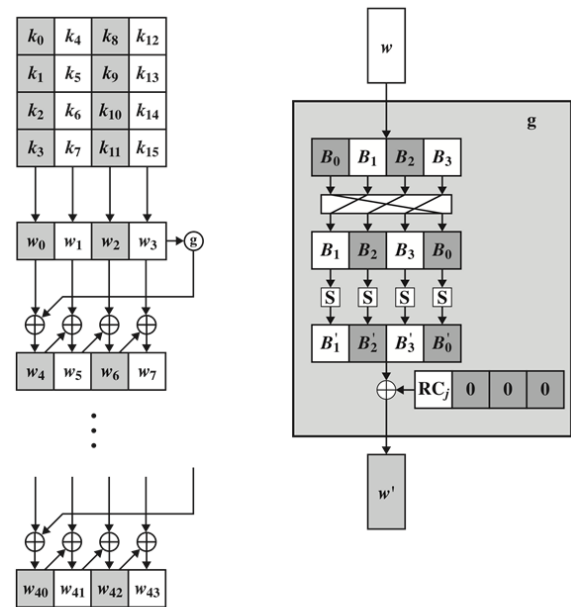 k0 k4 k8 k12
k1 k5 k9 k13
k2 k6 k10 k14
k3 k7 k11 k15
w0 w1 w2 w3 g
w4 w5 w6 w7
w40 w41 w42 w43
w
g
B0 B1 B2 B3
B1 B2 B3 B0
S S S S
B'1 B'2 B'3 B'0
RCj 0 0 0
w'